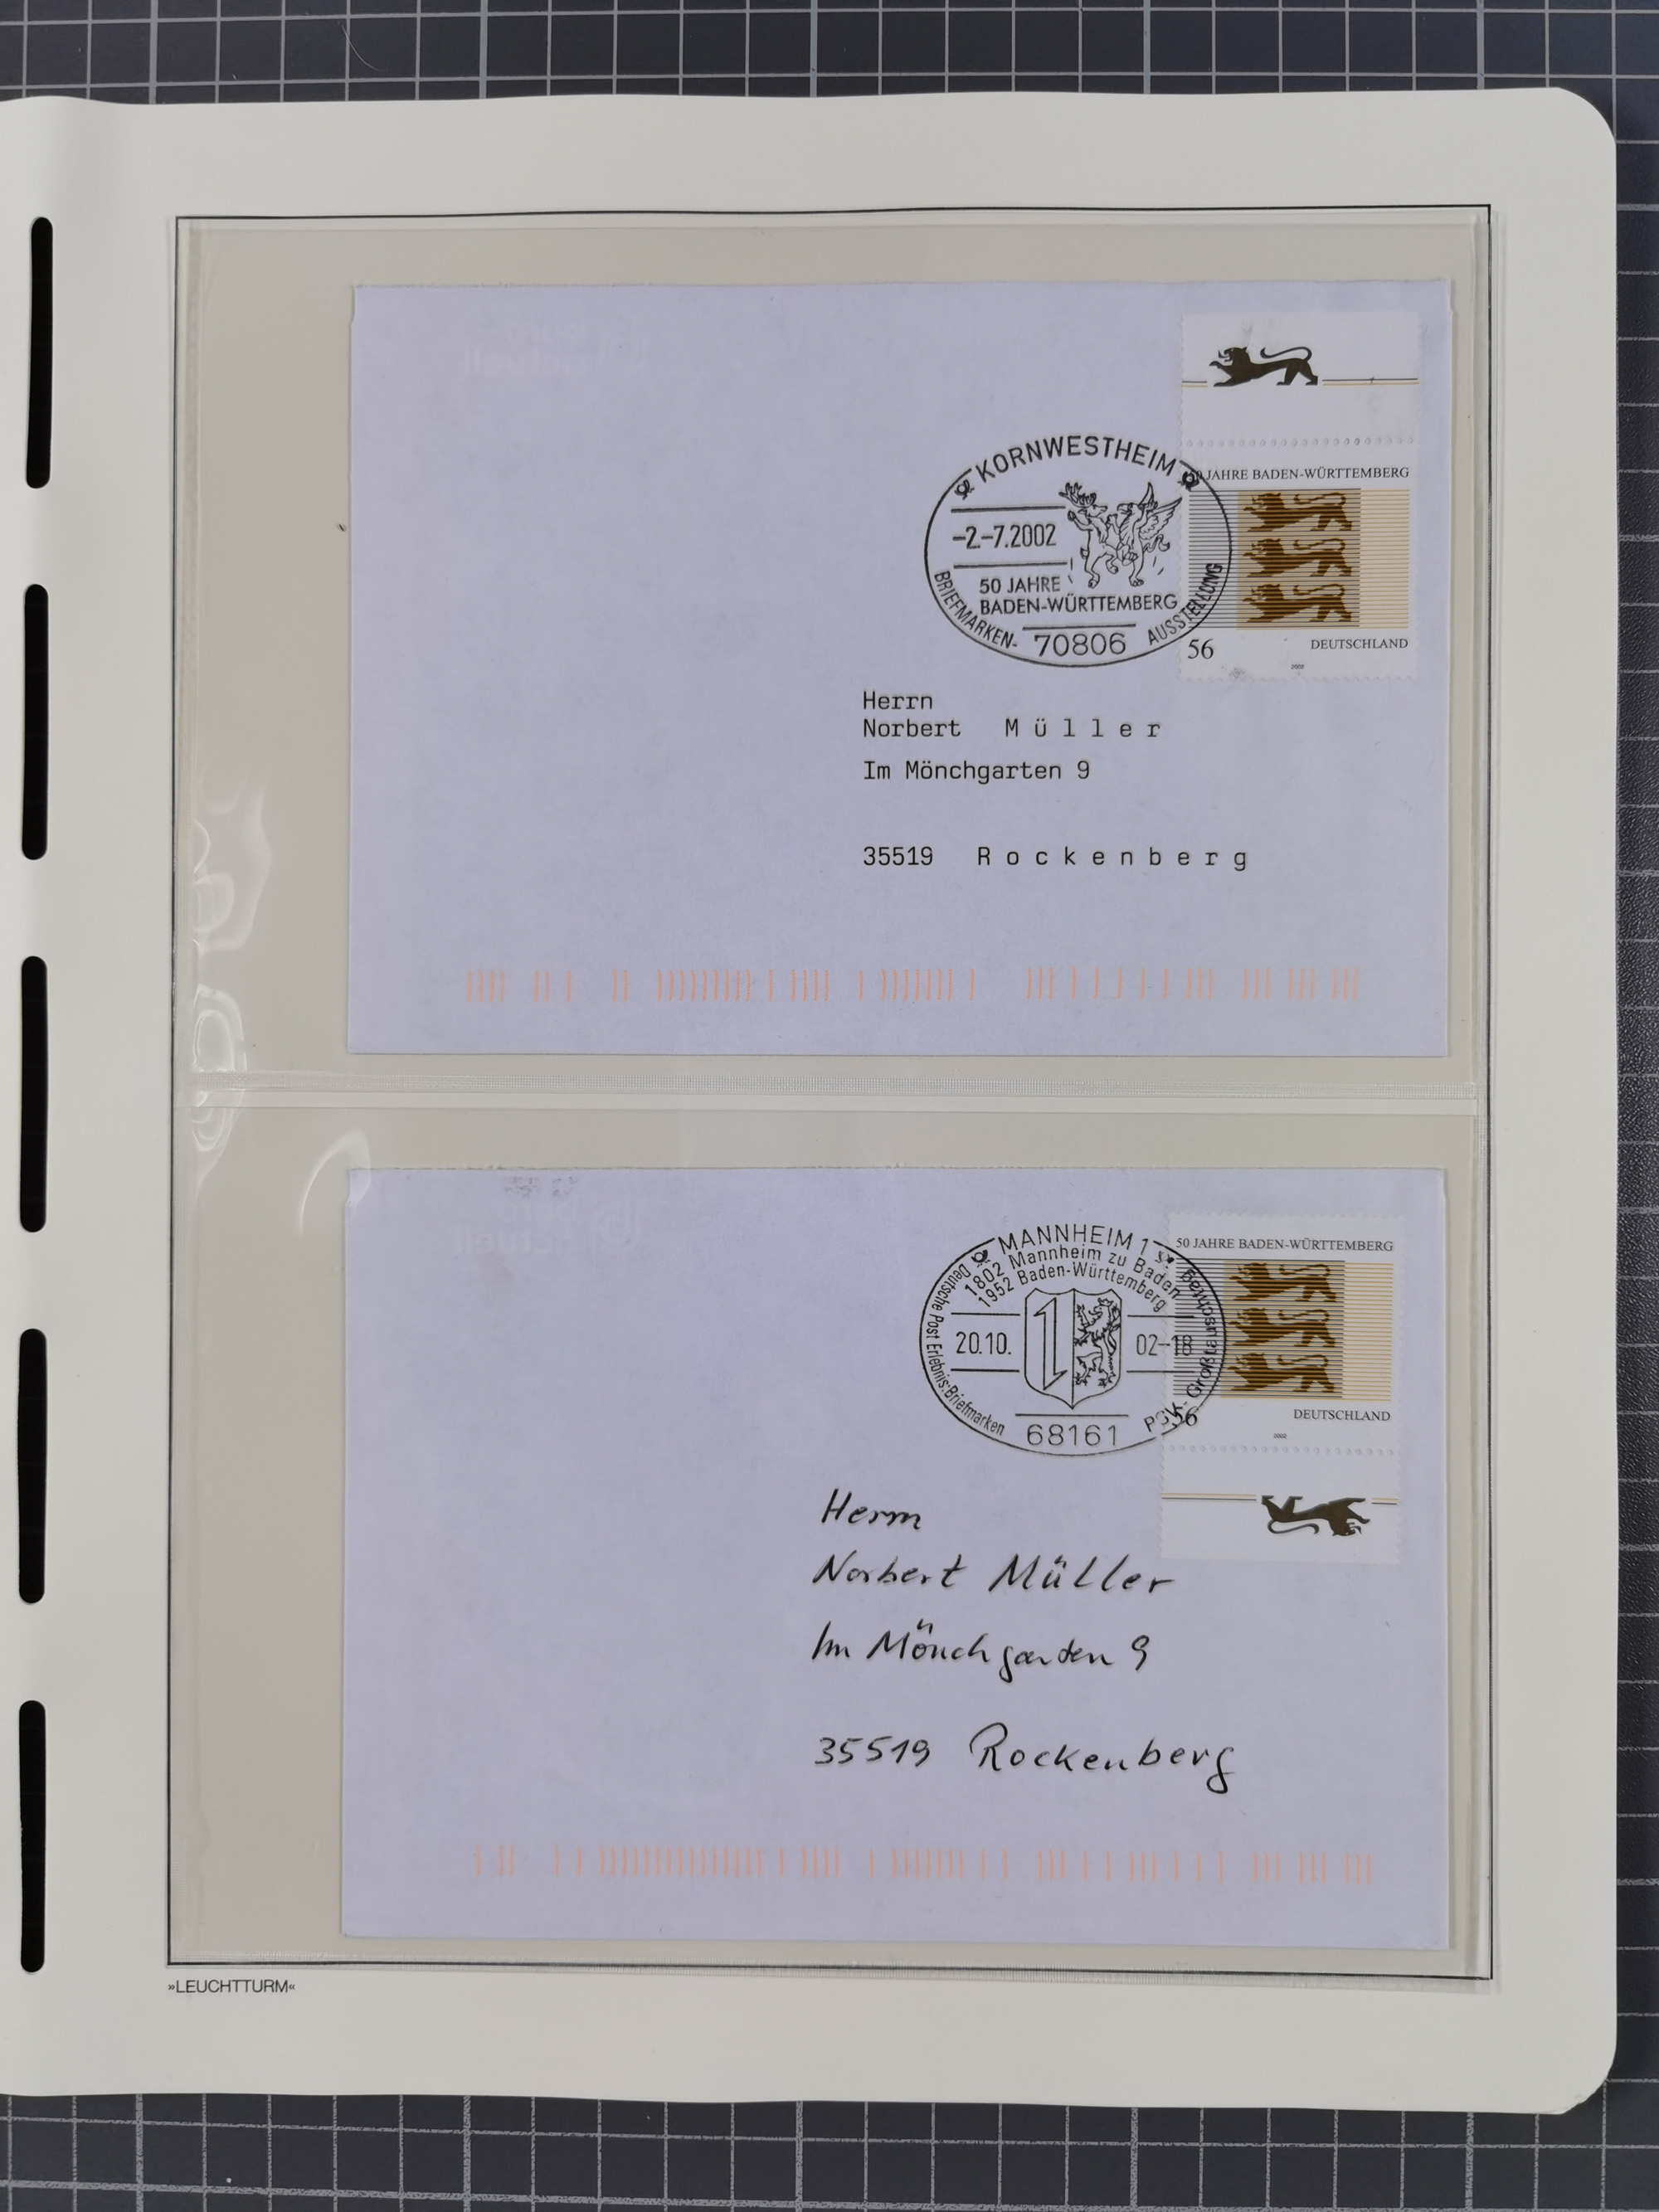 KORNWESTHEIM
-2.-7.2002
50 JAHRE
BADEN-WÜRTTEMBERG
BRIEFMARKEN- AUSSTELLUNG
70806
50 JAHRE BADEN-WÜRTTEMBERG
56 DEUTSCHLAND
2002
Herrn
Norbert Müller
Im Mönchgarten 9
35519 Rockenberg
MANNHEIM 1
1802 Mannheim zu Baden
1952 Baden-Württemberg
20.10. 02-18
Deutsche Post Erlebnis:Briefmarken
68161
PSK-Großtauschtag
50 JAHRE BADEN-WÜRTTEMBERG
56 DEUTSCHLAND
2002
Herrn
Norbert Müller
Im Mönchgarten 9
35519 Rockenberg
»LEUCHTTURM«